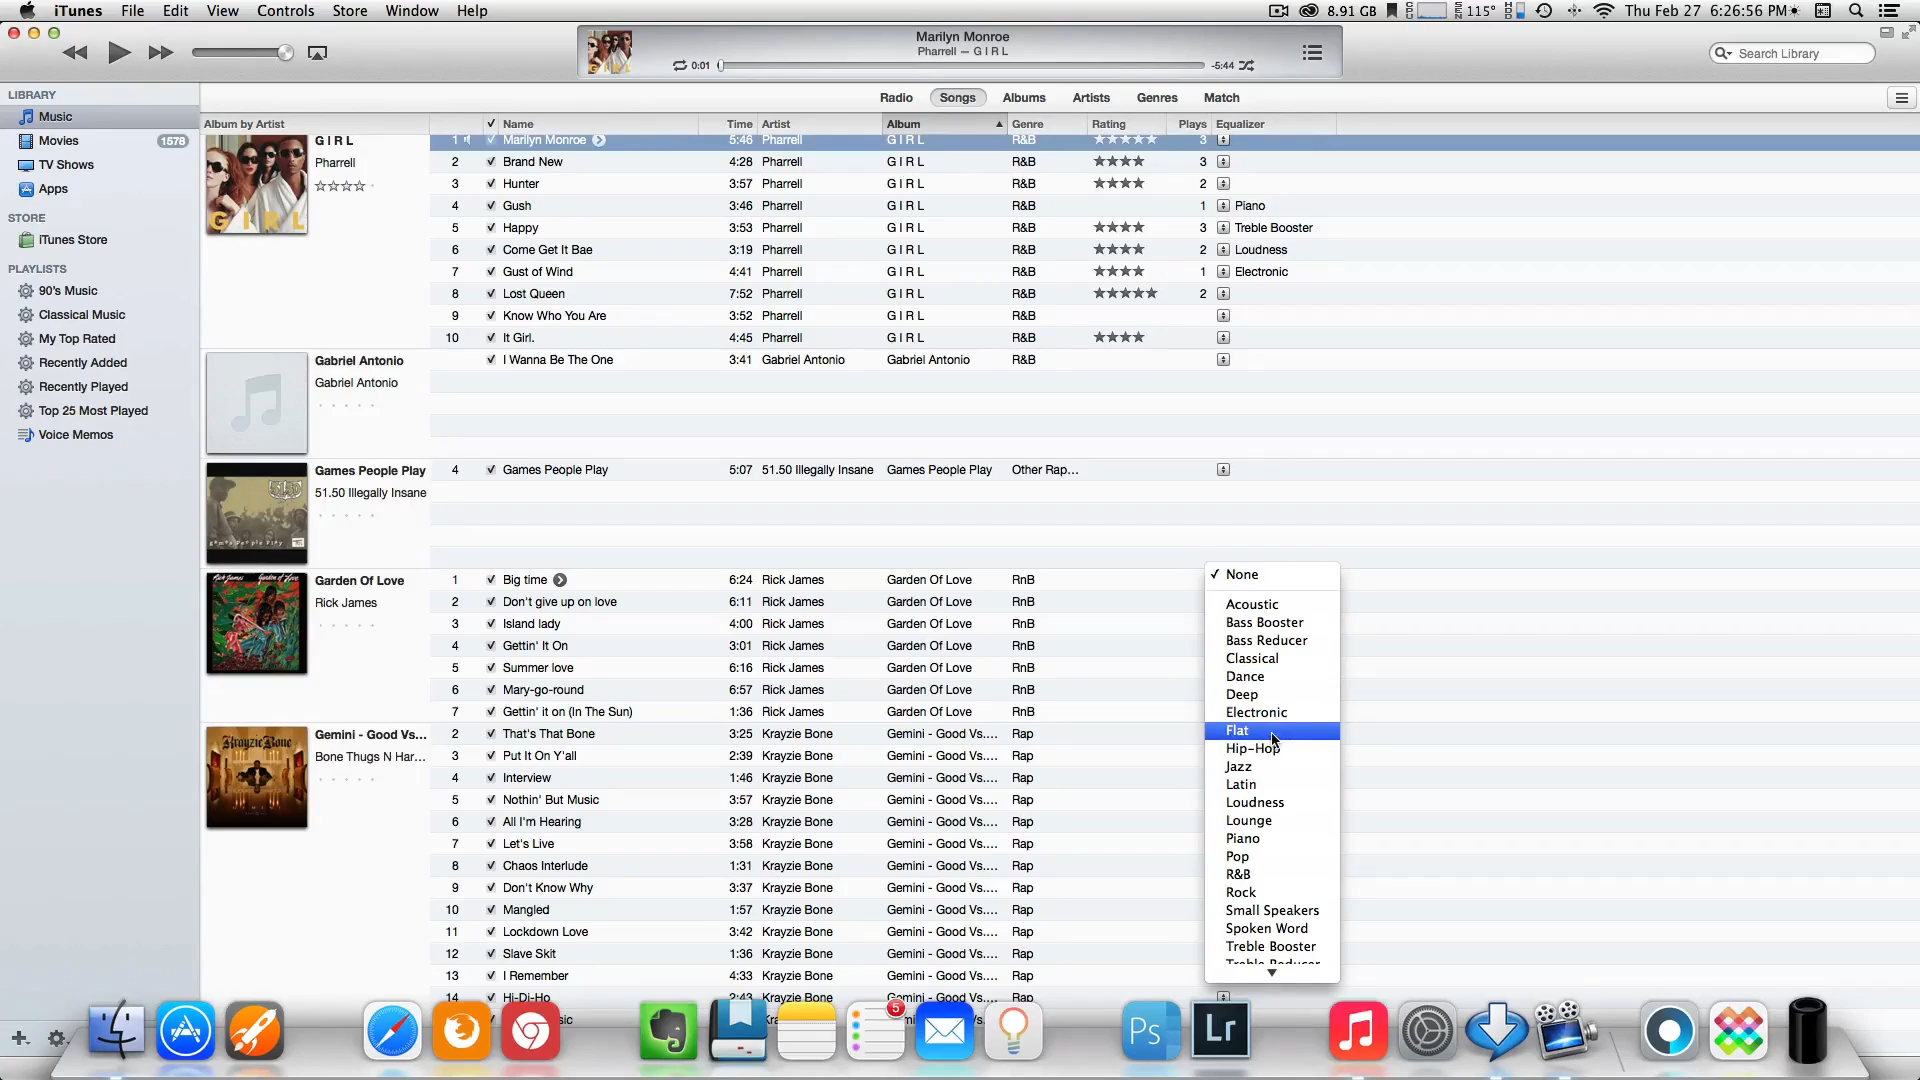 iTunes File Edit View Controls Store Window Help 8.91 GB 115° Thu Feb 27 6:26:56 PM
Marilyn Monroe
Pharrell — G I R L
0:01 -5:44
Search Library
Radio Songs Albums Artists Genres Match
LIBRARY
Music
Movies 1578
TV Shows
Apps
STORE
iTunes Store
PLAYLISTS
90's Music
Classical Music
My Top Rated
Recently Added
Recently Played
Top 25 Most Played
Voice Memos
Album by Artist ✓ Name Time Artist Album Genre Rating Plays Equalizer
G I R L
Pharrell
1 Marilyn Monroe 5:46 Pharrell G I R L R&B ★★★★★ 3
2 ✓ Brand New 4:28 Pharrell G I R L R&B ★★★★ 3
3 ✓ Hunter 3:57 Pharrell G I R L R&B ★★★★ 2
4 ✓ Gush 3:46 Pharrell G I R L R&B 1 Piano
5 ✓ Happy 3:53 Pharrell G I R L R&B ★★★★ 3 Treble Booster
6 ✓ Come Get It Bae 3:19 Pharrell G I R L R&B ★★★★ 2 Loudness
7 ✓ Gust of Wind 4:41 Pharrell G I R L R&B ★★★★ 1 Electronic
8 ✓ Lost Queen 7:52 Pharrell G I R L R&B ★★★★★ 2
9 ✓ Know Who You Are 3:52 Pharrell G I R L R&B
10 ✓ It Girl. 4:45 Pharrell G I R L R&B ★★★★
Gabriel Antonio
Gabriel Antonio
✓ I Wanna Be The One 3:41 Gabriel Antonio Gabriel Antonio R&B
Games People Play
51.50 Illegally Insane
4 ✓ Games People Play 5:07 51.50 Illegally Insane Games People Play Other Rap...
Garden Of Love
Rick James
1 ✓ Big time 6:24 Rick James Garden Of Love RnB
2 ✓ Don't give up on love 6:11 Rick James Garden Of Love RnB
3 ✓ Island lady 4:00 Rick James Garden Of Love RnB
4 ✓ Gettin' It On 3:01 Rick James Garden Of Love RnB
5 ✓ Summer love 6:16 Rick James Garden Of Love RnB
6 ✓ Mary-go-round 6:57 Rick James Garden Of Love RnB
7 ✓ Gettin' it on (In The Sun) 1:36 Rick James Garden Of Love RnB
Gemini - Good Vs...
Bone Thugs N Har...
2 ✓ That's That Bone 3:25 Krayzie Bone Gemini - Good Vs.... Rap
3 ✓ Put It On Y'all 2:39 Krayzie Bone Gemini - Good Vs.... Rap
4 ✓ Interview 1:46 Krayzie Bone Gemini - Good Vs.... Rap
5 ✓ Nothin' But Music 3:57 Krayzie Bone Gemini - Good Vs.... Rap
6 ✓ All I'm Hearing 3:28 Krayzie Bone Gemini - Good Vs.... Rap
7 ✓ Let's Live 3:58 Krayzie Bone Gemini - Good Vs.... Rap
8 ✓ Chaos Interlude 1:31 Krayzie Bone Gemini - Good Vs.... Rap
9 ✓ Don't Know Why 3:37 Krayzie Bone Gemini - Good Vs.... Rap
10 ✓ Mangled 1:57 Krayzie Bone Gemini - Good Vs.... Rap
11 ✓ Lockdown Love 3:42 Krayzie Bone Gemini - Good Vs.... Rap
12 ✓ Slave Skit 1:36 Krayzie Bone Gemini - Good Vs.... Rap
13 ✓ I Remember 4:33 Krayzie Bone Gemini - Good Vs.... Rap
14 ✓ Hi-Di-Ho 2:43 Krayzie Bone Gemini - Good Vs.... Rap
✓ None
Acoustic
Bass Booster
Bass Reducer
Classical
Dance
Deep
Electronic
Flat
Hip-Hop
Jazz
Latin
Loudness
Lounge
Piano
Pop
R&B
Rock
Small Speakers
Spoken Word
Treble Booster
Treble Reducer
5
Ps
Lr